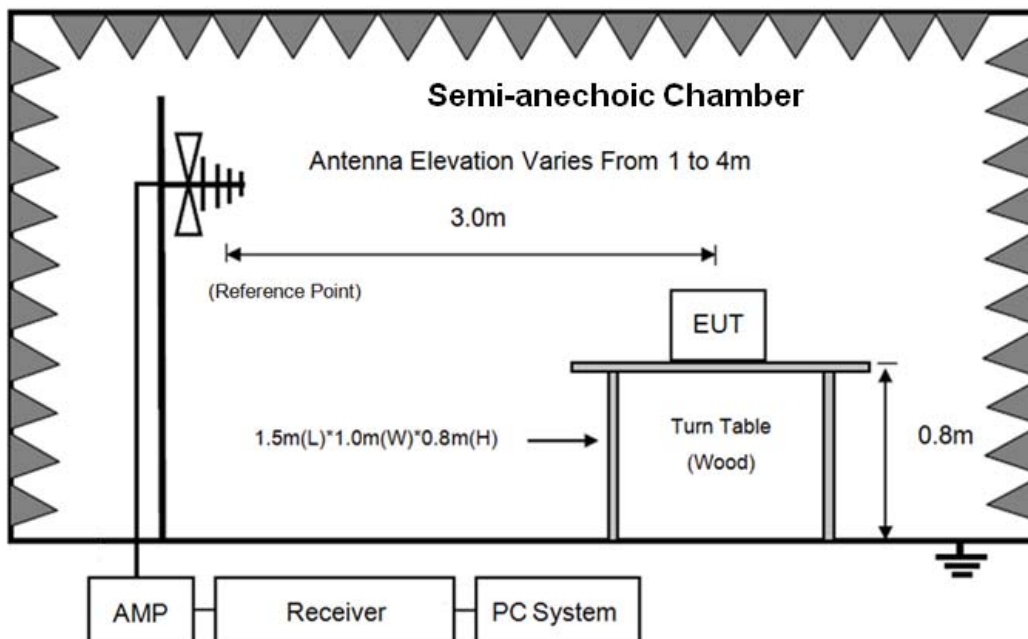 Semi-anechoic Chamber
Antenna Elevation Varies From 1 to 4m
3.0m
(Reference Point)
EUT
1.5m(L)*1.0m(W)*0.8m(H)
Turn Table
(Wood)
0.8m
AMP
Receiver
PC System